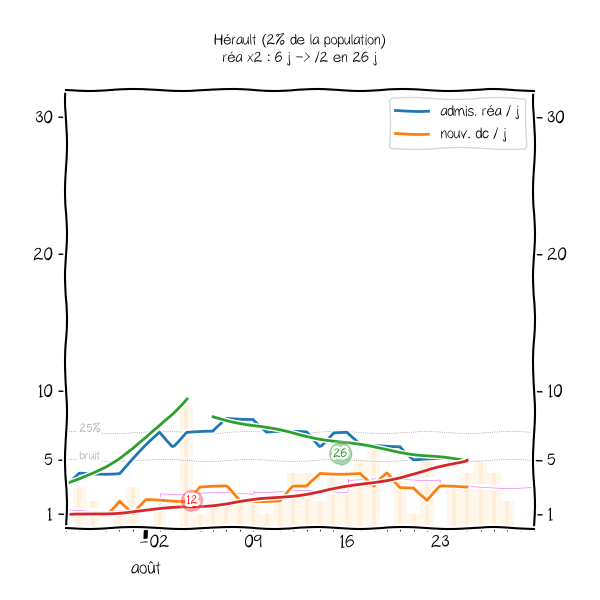 Hérault (2% de la population)
réa x2 : 6 j -> /2 en 26 j
admis. réa / j
nouv. dc / j
30
30
20
20
10
10
25%
26
bruit
5
5
12
1
1
02
09
16
23
août